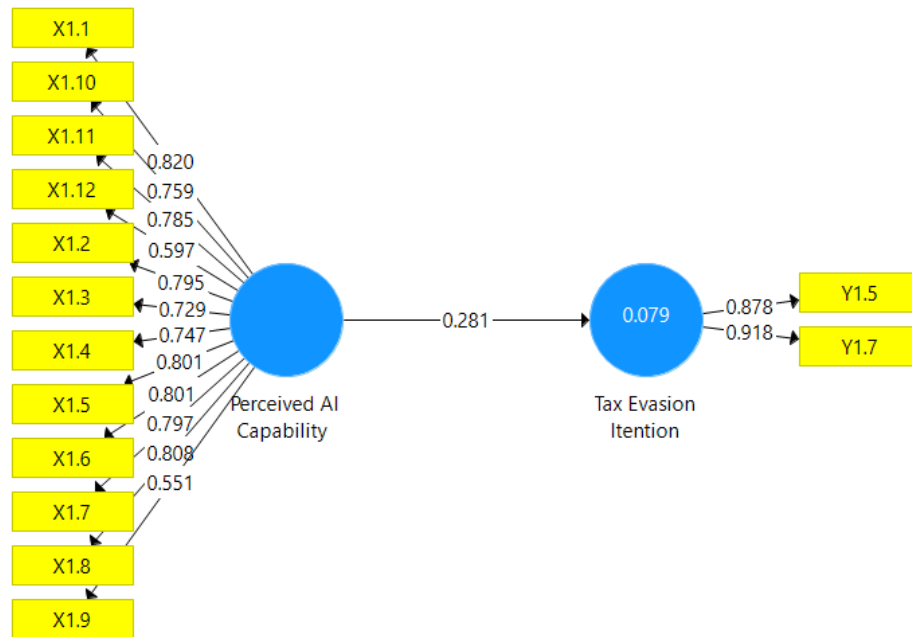 X1.1
X1.10
X1.11
X1.12
X1.2
X1.3
X1.4
X1.5
X1.6
X1.7
X1.8
X1.9
0.820
0.759
0.785
0.597
0.795
0.729
0.747
0.801
0.801
0.797
0.808
0.551
Perceived AI
Capability
0.281
0.079
Tax Evasion
Itention
0.878
0.918
Y1.5
Y1.7